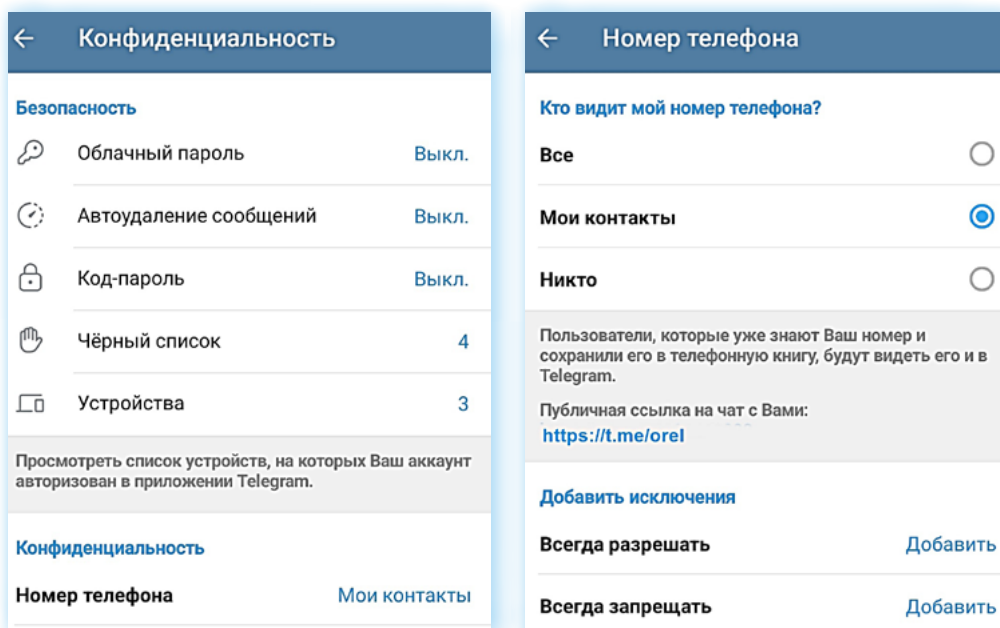 Конфиденциальность
Безопасность
Облачный пароль Выкл.
Автоудаление сообщений Выкл.
Код-пароль Выкл.
Чёрный список 4
Устройства 3
Просмотреть список устройств, на которых Ваш аккаунт
авторизован в приложении Telegram.
Конфиденциальность
Номер телефона Мои контакты
Номер телефона
Кто видит мой номер телефона?
Все
Мои контакты
Никто
Пользователи, которые уже знают Ваш номер и
сохранили его в телефонную книгу, будут видеть его и в
Telegram.
Публичная ссылка на чат с Вами:
https://t.me/orel
Добавить исключения
Всегда разрешать Добавить
Всегда запрещать Добавить